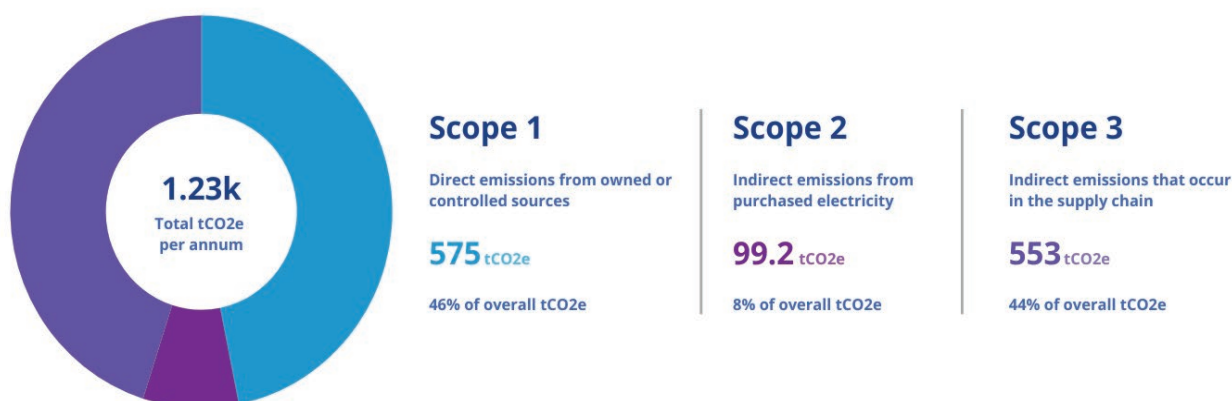 1.23k
Total tCO2e
per annum
Scope 1
Direct emissions from owned or
controlled sources
575 tCO2e
46% of overall tCO2e
Scope 2
Indirect emissions from
purchased electricity
99.2 tCO2e
8% of overall tCO2e
Scope 3
Indirect emissions that occur
in the supply chain
553 tCO2e
44% of overall tCO2e